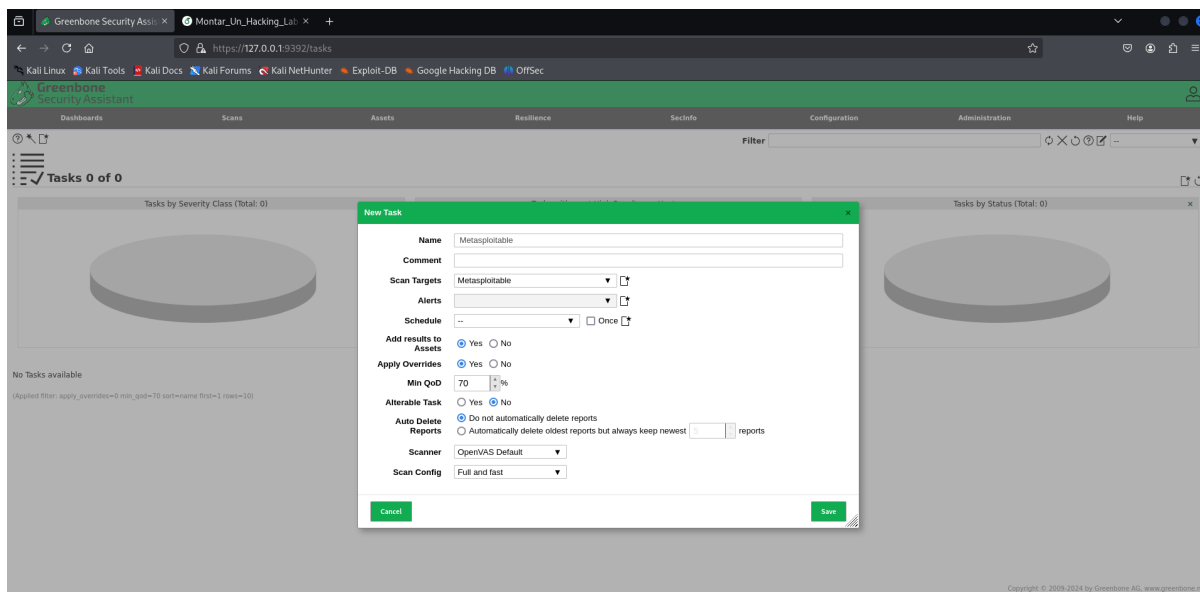 Greenbone Security Assis ×
Montar_Un_Hacking_Lab ×
https://127.0.0.1:9392/tasks
Kali Linux Kali Tools Kali Docs Kali Forums Kali NetHunter Exploit-DB Google Hacking DB OffSec
Greenbone
Security Assistant
Dashboards Scans Assets Resilience SecInfo Configuration Administration Help
Filter --
Tasks 0 of 0
Tasks by Severity Class (Total: 0)
Tasks by Status (Total: 0) ×
New Task ×
Name Metasploitable
Comment
Scan Targets Metasploitable
Alerts
Schedule -- Once
Add results to
Assets
Yes No
Apply Overrides Yes No
Min QoD 70 %
Alterable Task Yes No
Auto Delete
Reports
Do not automatically delete reports
Automatically delete oldest reports but always keep newest 5 reports
Scanner OpenVAS Default
Scan Config Full and fast
Cancel Save
No Tasks available
(Applied filter: apply_overrides=0 min_qod=70 sort=name first=1 rows=10)
Copyright © 2009-2024 by Greenbone AG, www.greenbone